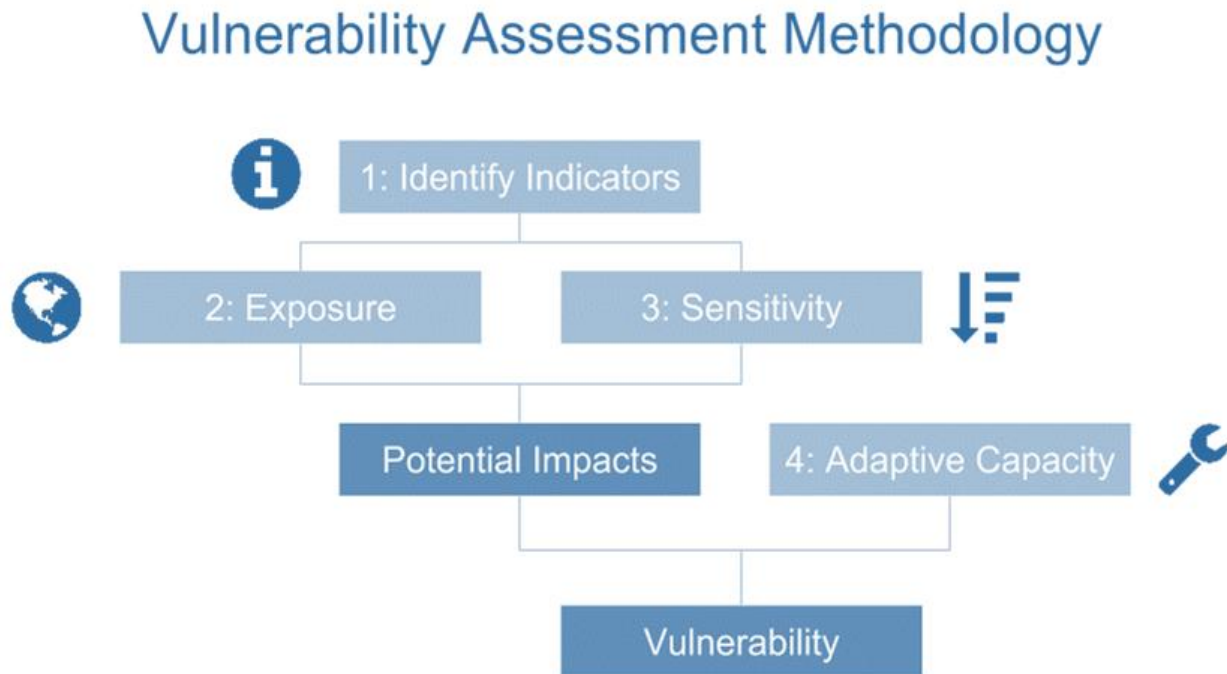 Vulnerability Assessment Methodology
1: Identify Indicators
2: Exposure
3: Sensitivity
Potential Impacts
4: Adaptive Capacity
Vulnerability